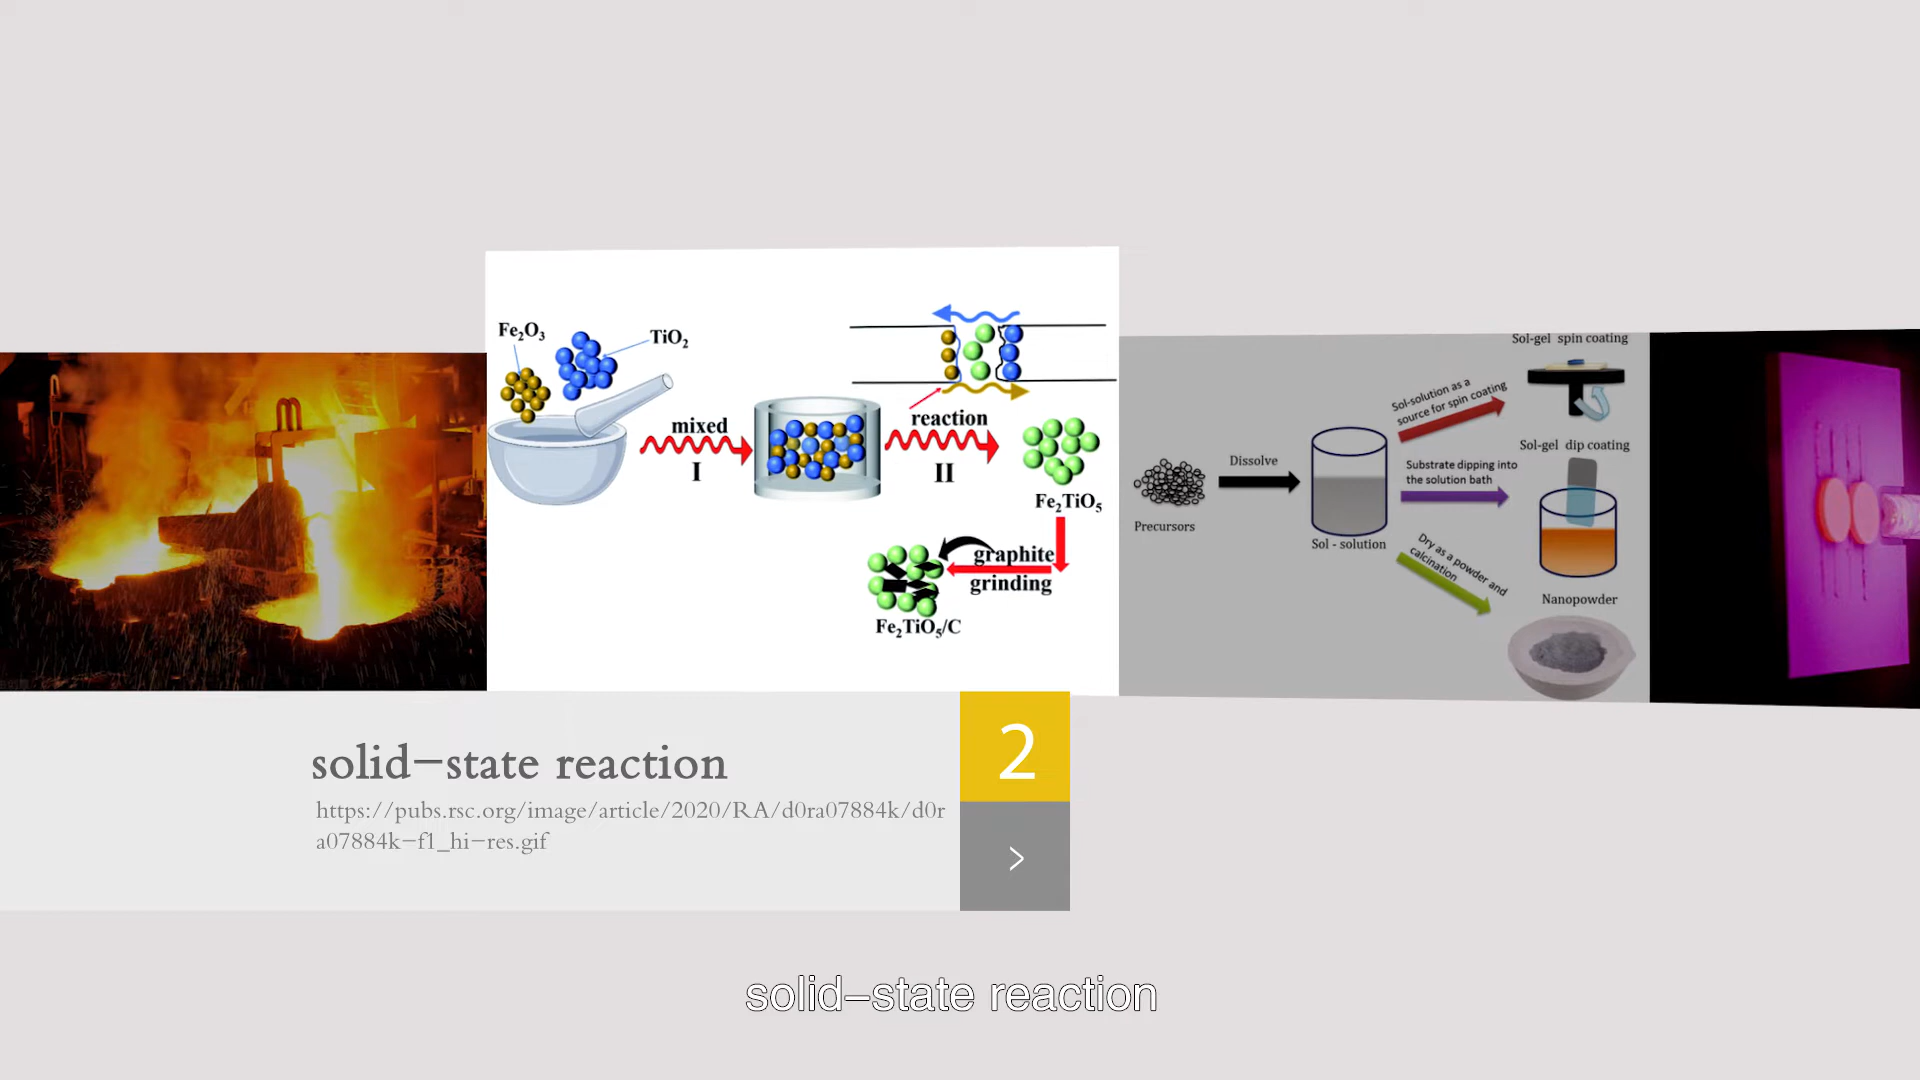 Fe₂O₃
TiO₂
mixed
I
reaction
II
Fe₂TiO₅
graphite
grinding
Fe₂TiO₅/C
Precursors
Dissolve
Sol - solution
Sol-solution as a
source for spin coating
Sol-gel spin coating
Substrate dipping into
the solution bath
Sol-gel dip coating
Dry as a powder and
calcination
Nanopowder
solid-state reaction
https://pubs.rsc.org/image/article/2020/RA/d0ra07884k/d0r
a07884k-f1_hi-res.gif
2
>
solid-state reaction